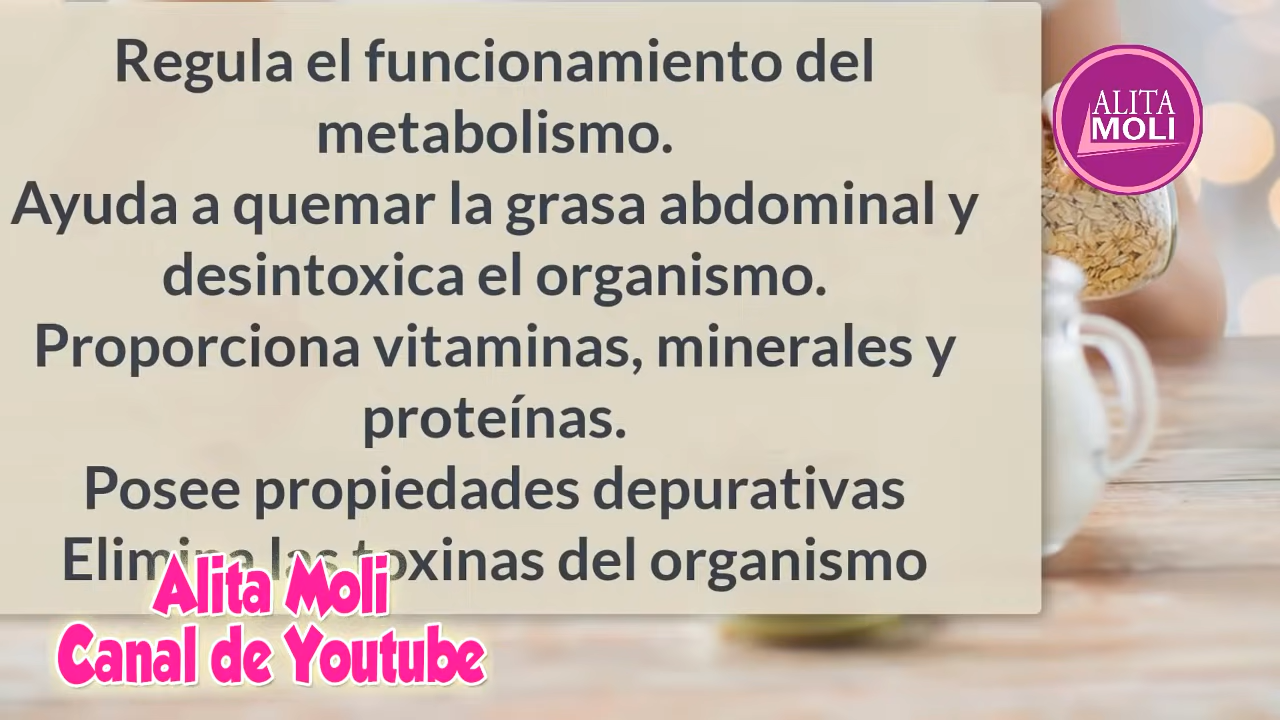 Regula el funcionamiento del
metabolismo.
Ayuda a quemar la grasa abdominal y
desintoxica el organismo.
Proporciona vitaminas, minerales y
proteínas.
Posee propiedades depurativas
Elimina las toxinas del organismo
Alita Moli
Canal de Youtube
ALITA
MOLI